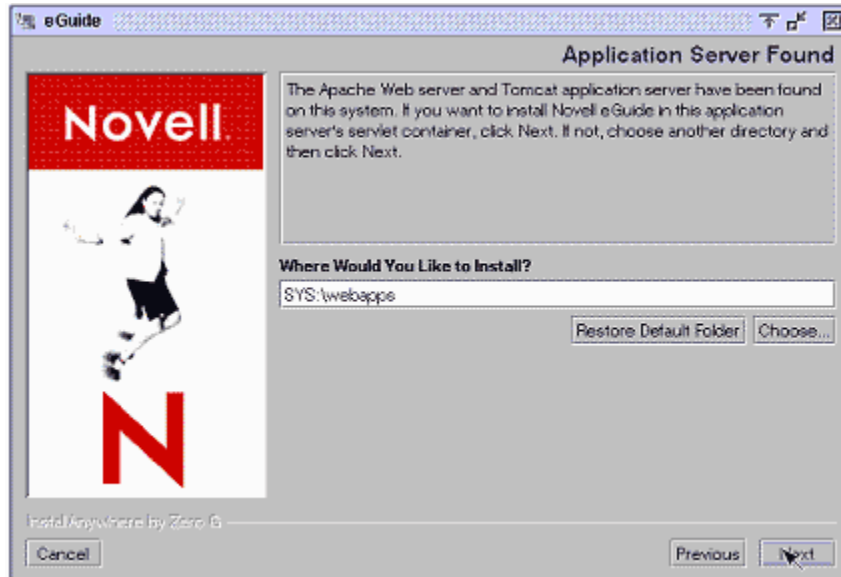 eGuide
Application Server Found
Novell.
The Apache Web server and Tomcat application server have been found
on this system. If you want to install Novell eGuide in this application
server's servlet container, click Next. If not, choose another directory and
then click Next.
Where Would You Like to Install?
SYS:\webapps
Restore Default Folder
Choose...
N
InstallAnywhere by Zero G
Cancel
Previous
Next